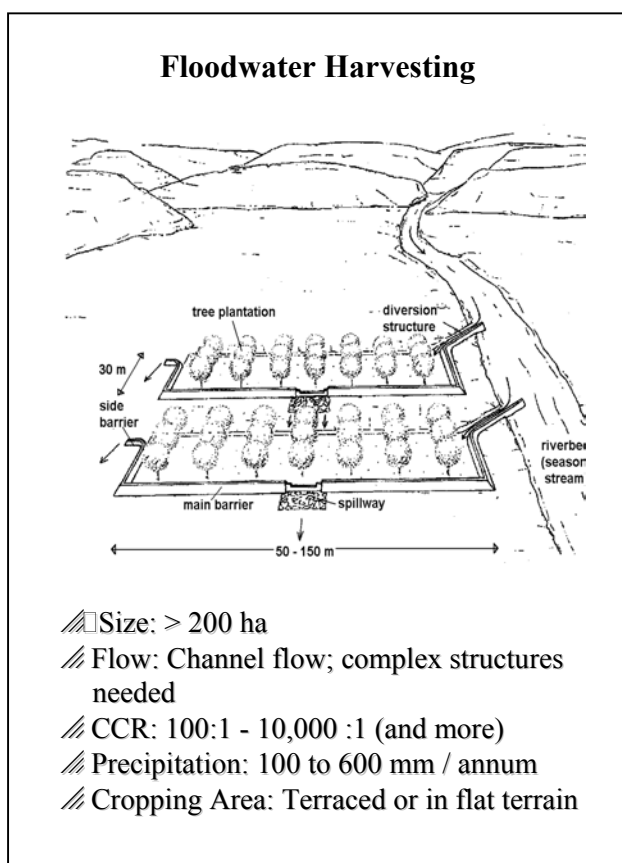 Floodwater Harvesting
tree plantation
diversion
structure
30 m
side
barrier
riverbe
(season
stream
main barrier
spillway
50 - 150 m
Size: > 200 ha
Flow: Channel flow; complex structures
needed
CCR: 100:1 - 10,000 :1 (and more)
Precipitation: 100 to 600 mm / annum
Cropping Area: Terraced or in flat terrain